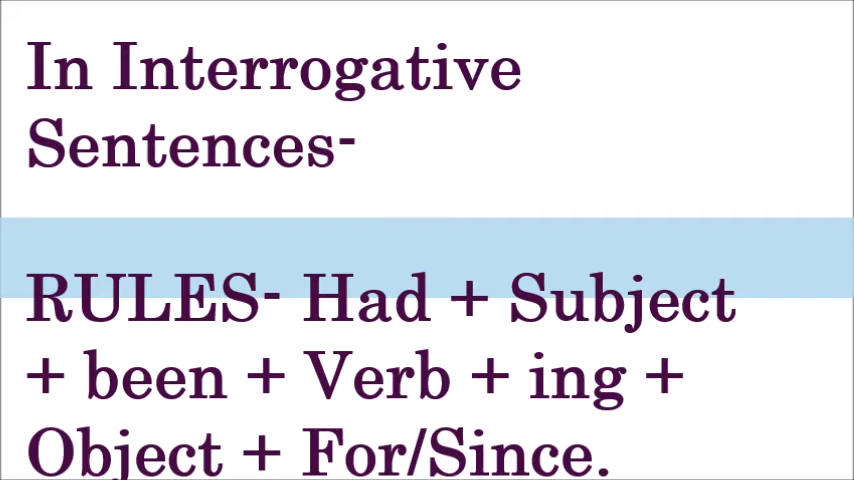 In Interrogative
Sentences-
RULES- Had + Subject
+ been + Verb + ing +
Object + For/Since.